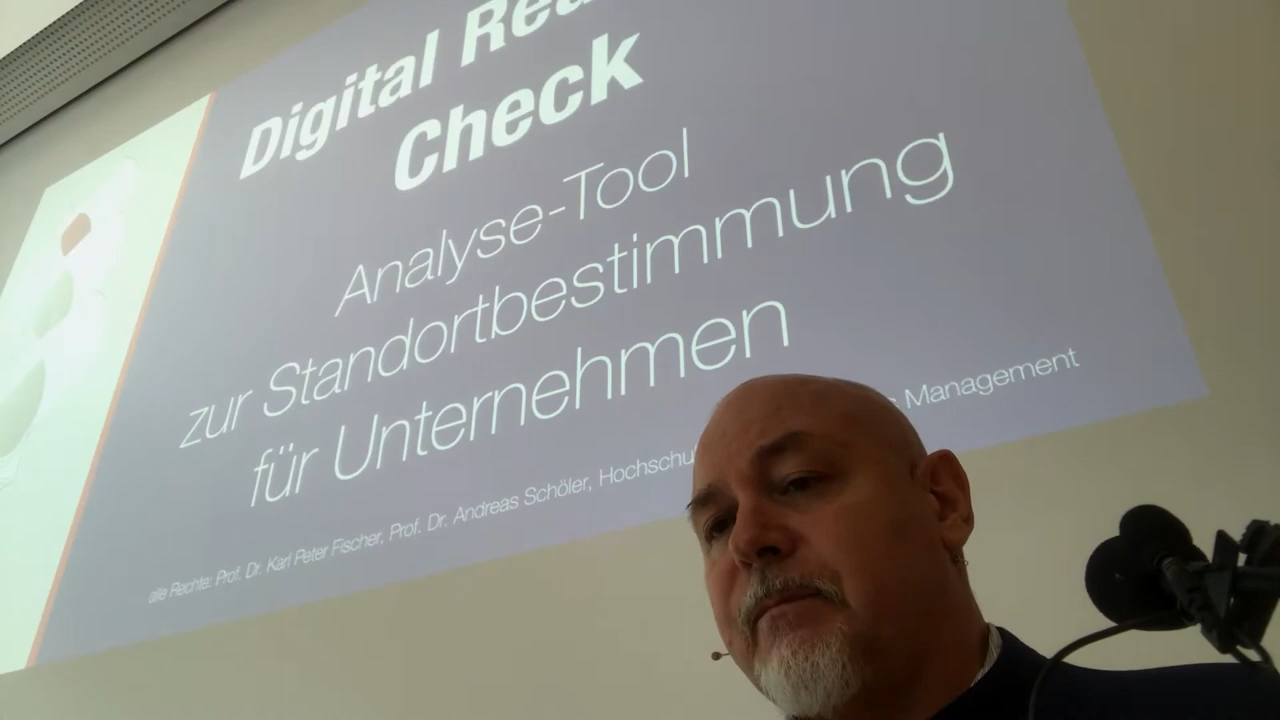 Digital Rea
Check
Analyse-Tool
zur Standortbestimmung
für Unternehmen
alle Rechte: Prof. Dr. Karl Peter Fischer, Prof. Dr. Andreas Schöler, Hochschu s Management